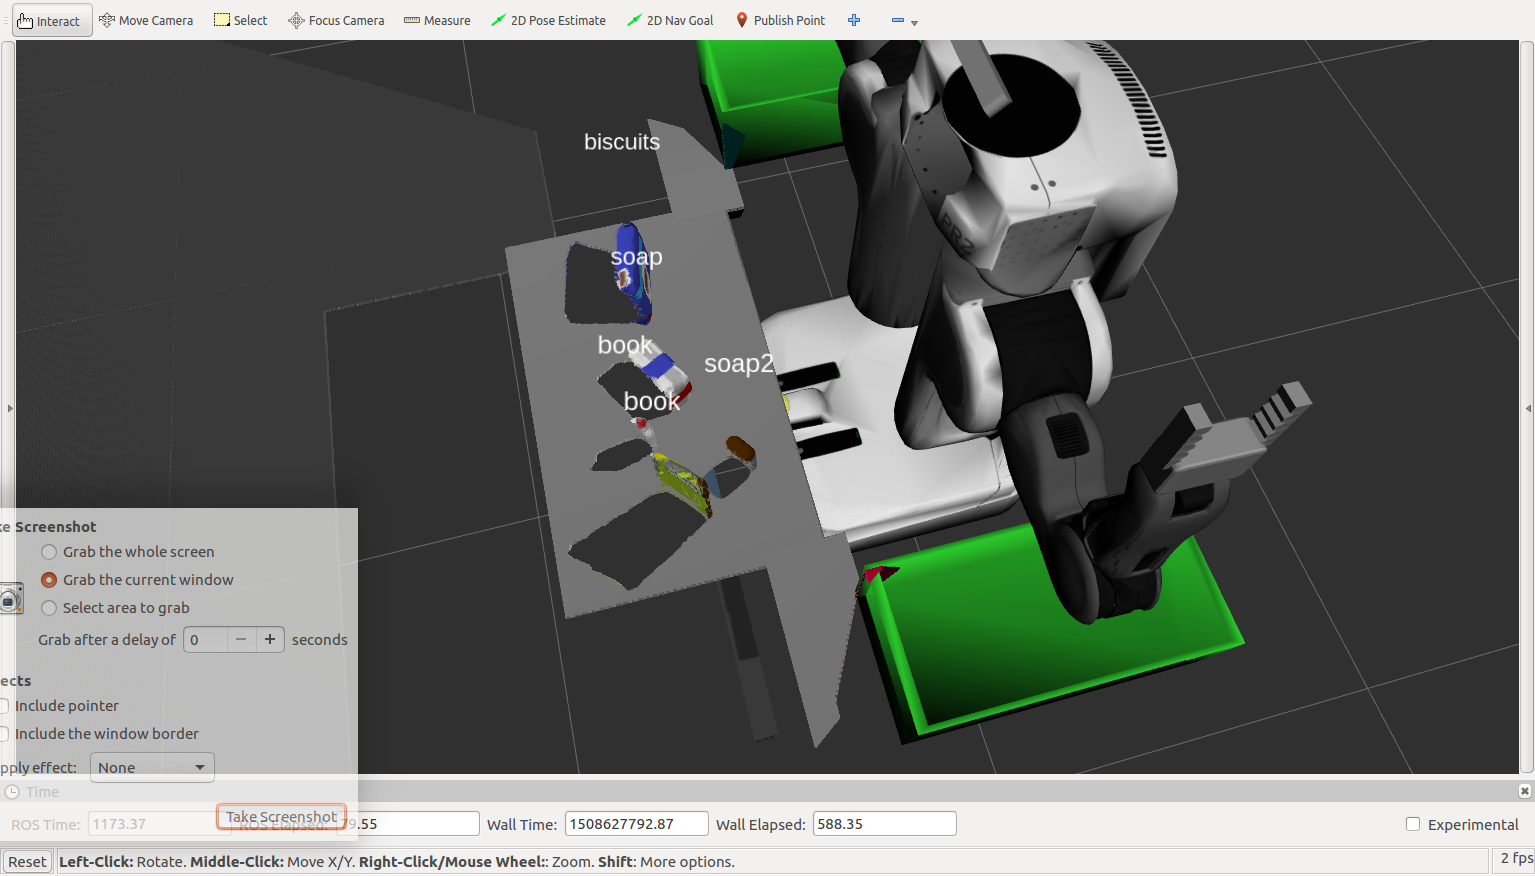 Interact Move Camera Select Focus Camera Measure 2D Pose Estimate 2D Nav Goal Publish Point
biscuits
PR2
soap
book
soap2
book
ke Screenshot
Grab the whole screen
Grab the current window
Select area to grab
Grab after a delay of 0 seconds
ects
Include pointer
Include the window border
pply effect: None
Time
Take Screenshot
ROS Time: 1173.37 ROS Elapsed: 79.55 Wall Time: 1508627792.87 Wall Elapsed: 588.35 Experimental
Reset Left-Click: Rotate. Middle-Click: Move X/Y. Right-Click/Mouse Wheel:: Zoom. Shift: More options. 2 fps